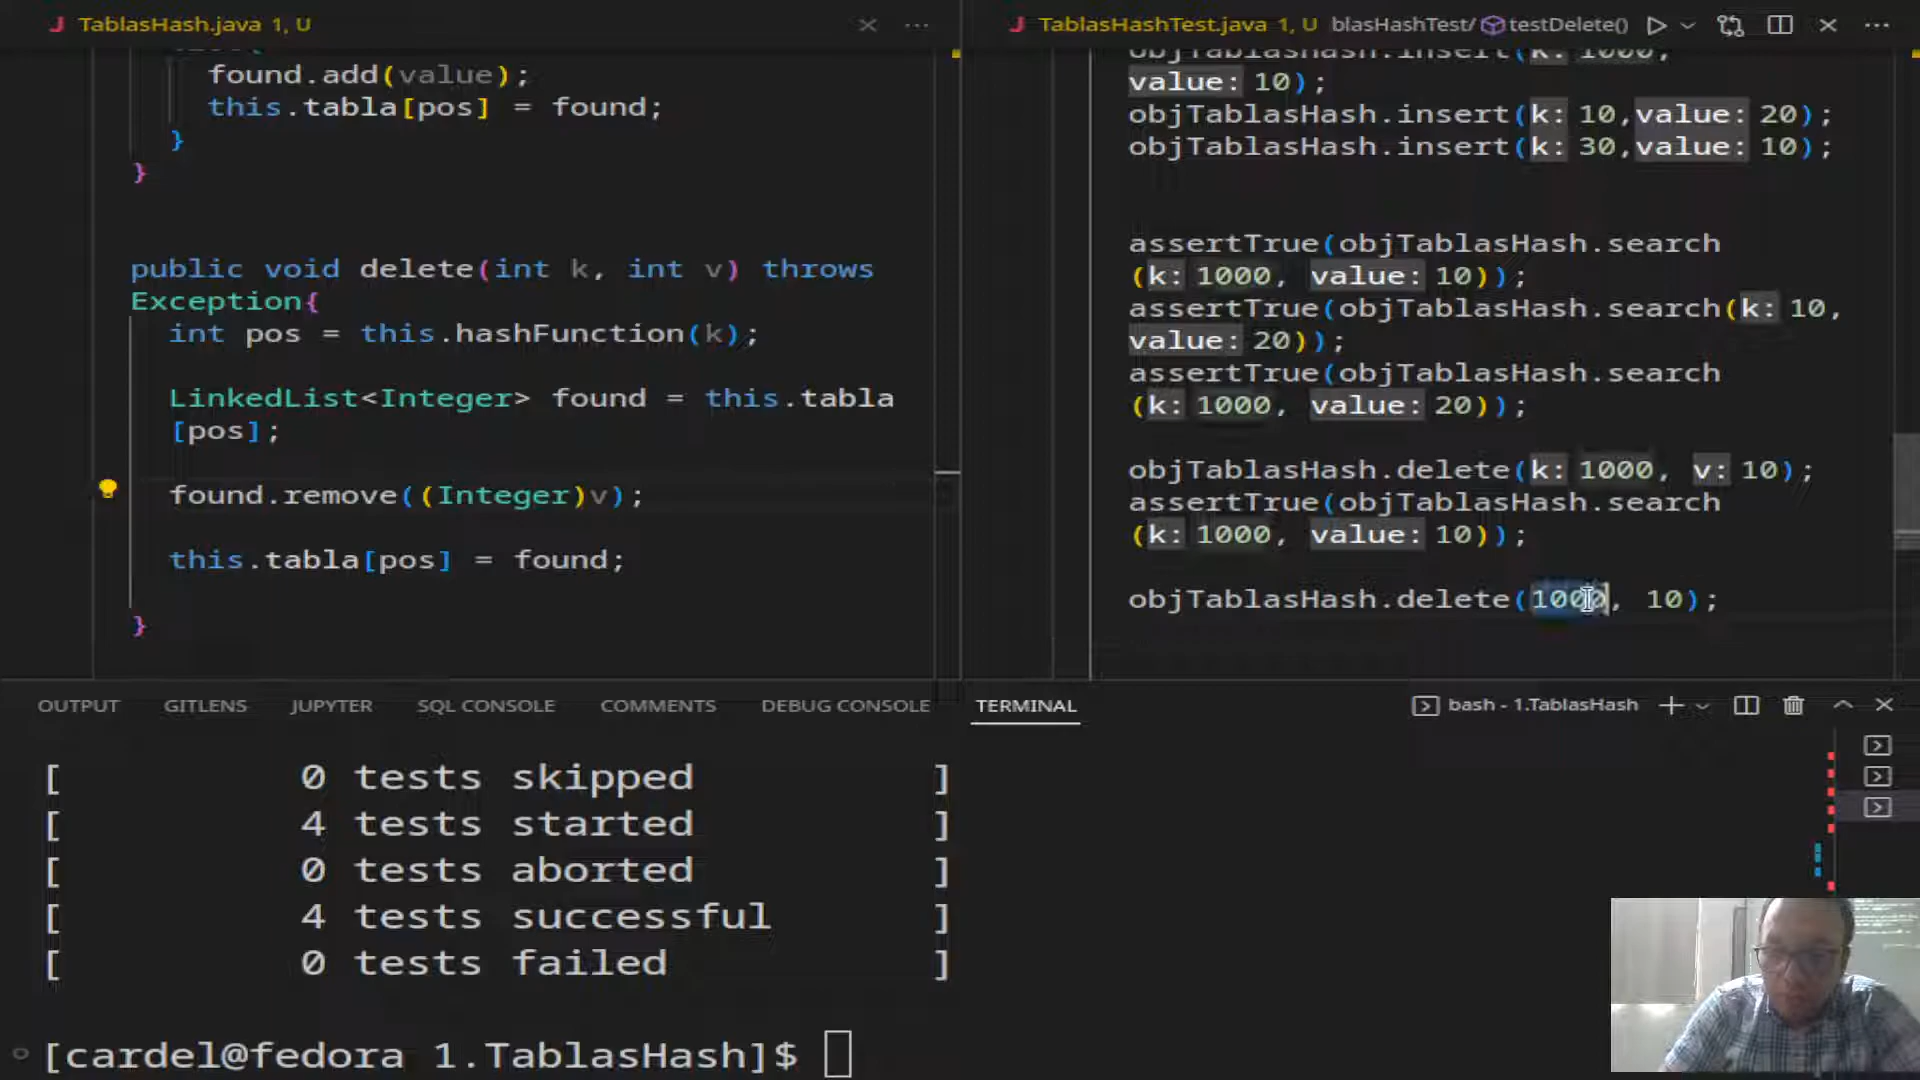 TablasHash.java 1, U
TablasHashTest.java 1, U blasHashTest/ testDelete()
found.add(value);
this.tabla[pos] = found;
}
}
public void delete(int k, int v) throws
Exception{
int pos = this.hashFunction(k);
LinkedList<Integer> found = this.tabla
[pos];
found.remove((Integer)v);
this.tabla[pos] = found;
}
objTablasHash.insert(k: 1000,
value: 10);
objTablasHash.insert(k: 10,value: 20);
objTablasHash.insert(k: 30,value: 10);
assertTrue(objTablasHash.search
(k: 1000, value: 10));
assertTrue(objTablasHash.search(k: 10,
value: 20));
assertTrue(objTablasHash.search
(k: 1000, value: 20));
objTablasHash.delete(k: 1000, v: 10);
assertTrue(objTablasHash.search
(k: 1000, value: 10));
objTablasHash.delete(1000, 10);
OUTPUT GITLENS JUPYTER SQL CONSOLE COMMENTS DEBUG CONSOLE TERMINAL bash - 1.TablasHash
[ 0 tests skipped ]
[ 4 tests started ]
[ 0 tests aborted ]
[ 4 tests successful ]
[ 0 tests failed ]
[cardel@fedora 1.TablasHash]$